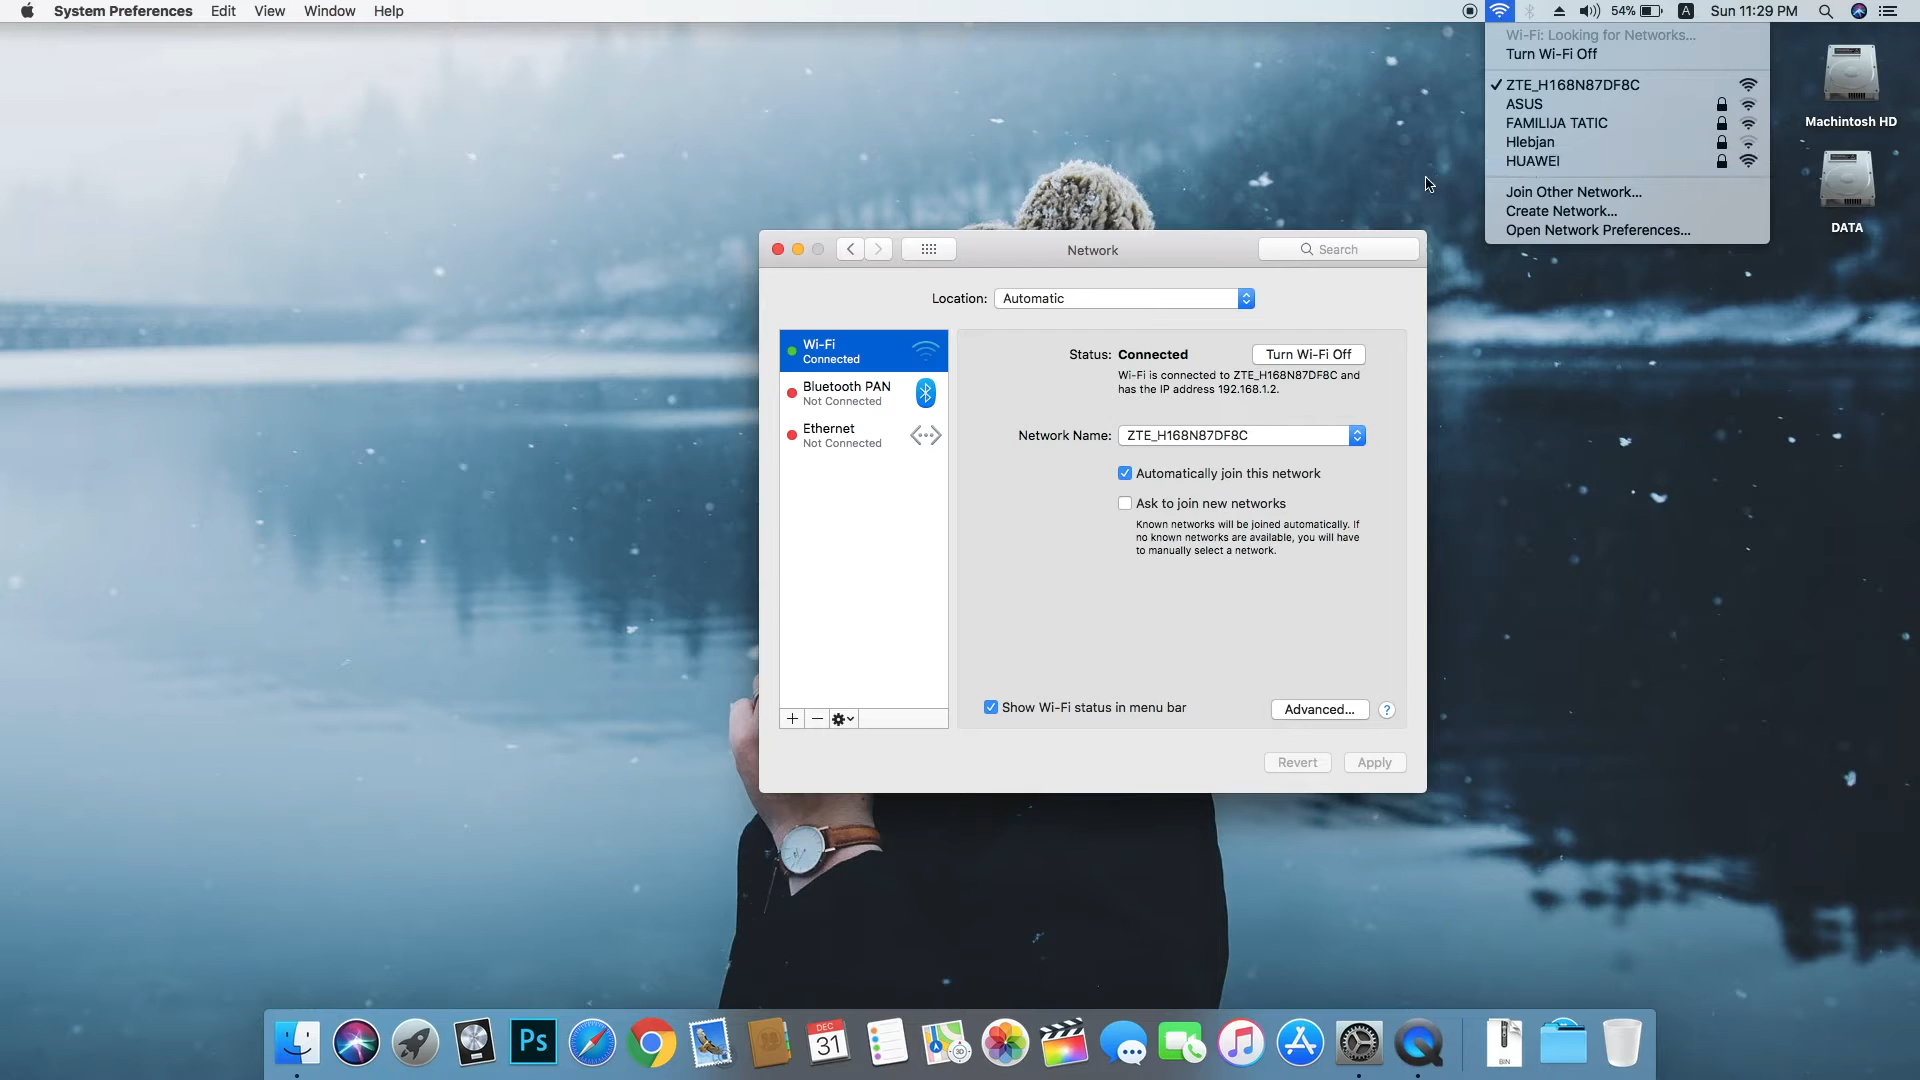 System Preferences Edit View Window Help
54% A Sun 11:29 PM
Wi-Fi: Looking for Networks...
Turn Wi-Fi Off
✓ ZTE_H168N87DF8C
ASUS
FAMILIJA TATIC
Hlebjan
HUAWEI
Join Other Network...
Create Network...
Open Network Preferences...
Machintosh HD
DATA
Network
Search
Location: Automatic
Wi-Fi
Connected
Bluetooth PAN
Not Connected
Ethernet
Not Connected
Status: Connected Turn Wi-Fi Off
Wi-Fi is connected to ZTE_H168N87DF8C and
has the IP address 192.168.1.2.
Network Name: ZTE_H168N87DF8C
Automatically join this network
Ask to join new networks
Known networks will be joined automatically. If
no known networks are available, you will have
to manually select a network.
Show Wi-Fi status in menu bar Advanced... ?
Revert Apply
Ps
DEC
31
3D
BIN